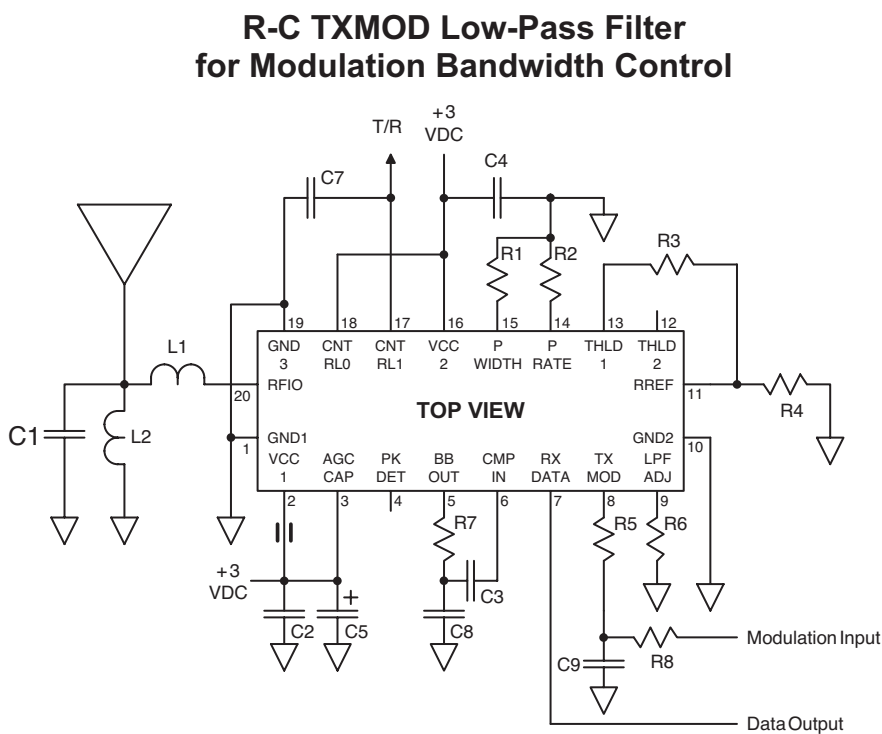 R-C TXMOD Low-Pass Filter
for Modulation Bandwidth Control
T/R
+3
VDC
C7
C4
R1
R2
R3
19
18
17
16
15
14
13
12
GND
3
CNT
RL0
CNT
RL1
VCC
2
P
WIDTH
P
RATE
THLD
1
THLD
2
L1
20
RFIO
RREF
11
R4
TOP VIEW
C1
L2
1
GND1
GND2
10
VCC
1
AGC
CAP
PK
DET
BB
OUT
CMP
IN
RX
DATA
TX
MOD
LPF
ADJ
2
3
4
5
6
7
8
9
R7
R5
R6
+3
VDC
+
C2
C5
C8
C3
C9
R8
Modulation Input
Data Output